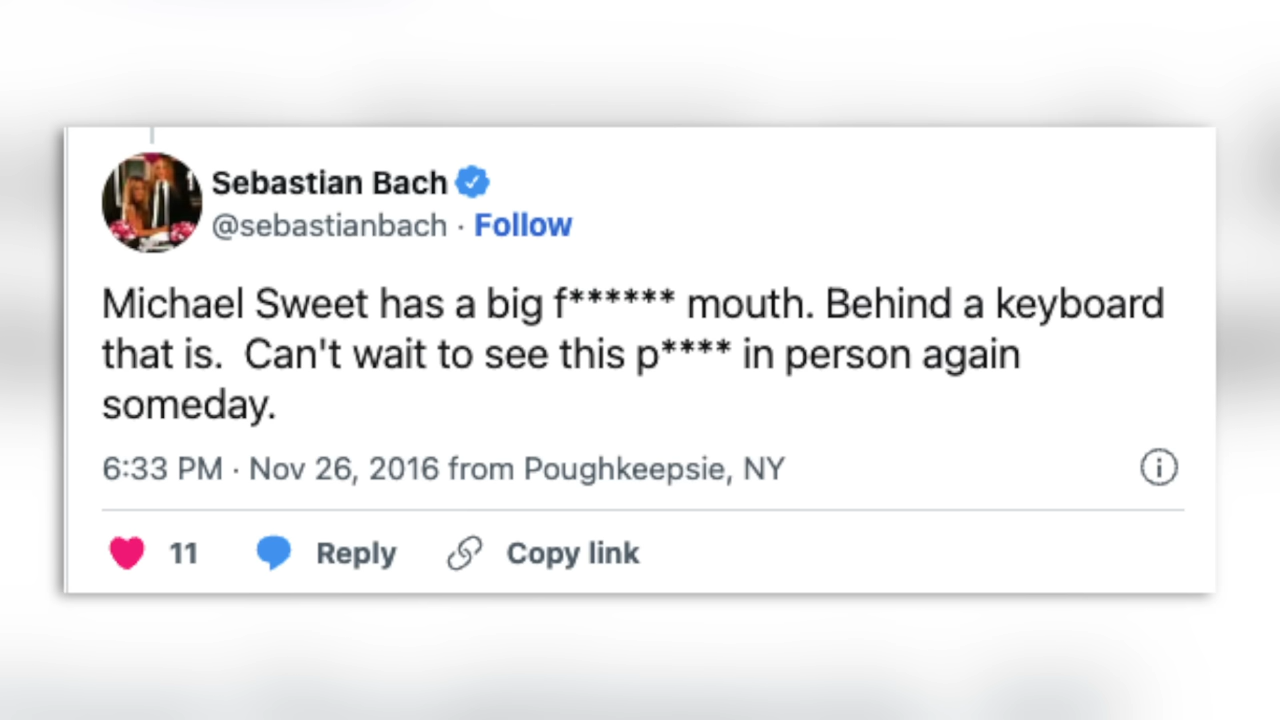 Sebastian Bach
@sebastianbach · Follow
Michael Sweet has a big f****** mouth. Behind a keyboard
that is.  Can't wait to see this p**** in person again
someday.
6:33 PM · Nov 26, 2016 from Poughkeepsie, NY
11 Reply Copy link